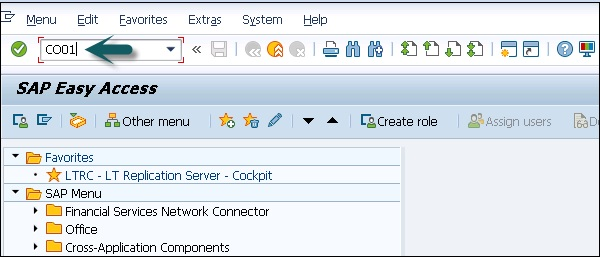 Menu Edit Favorites Extras System Help
CO01
SAP Easy Access
Other menu Create role Assign users D
Favorites
LTRC - LT Replication Server - Cockpit
SAP Menu
Financial Services Network Connector
Office
Cross-Application Components